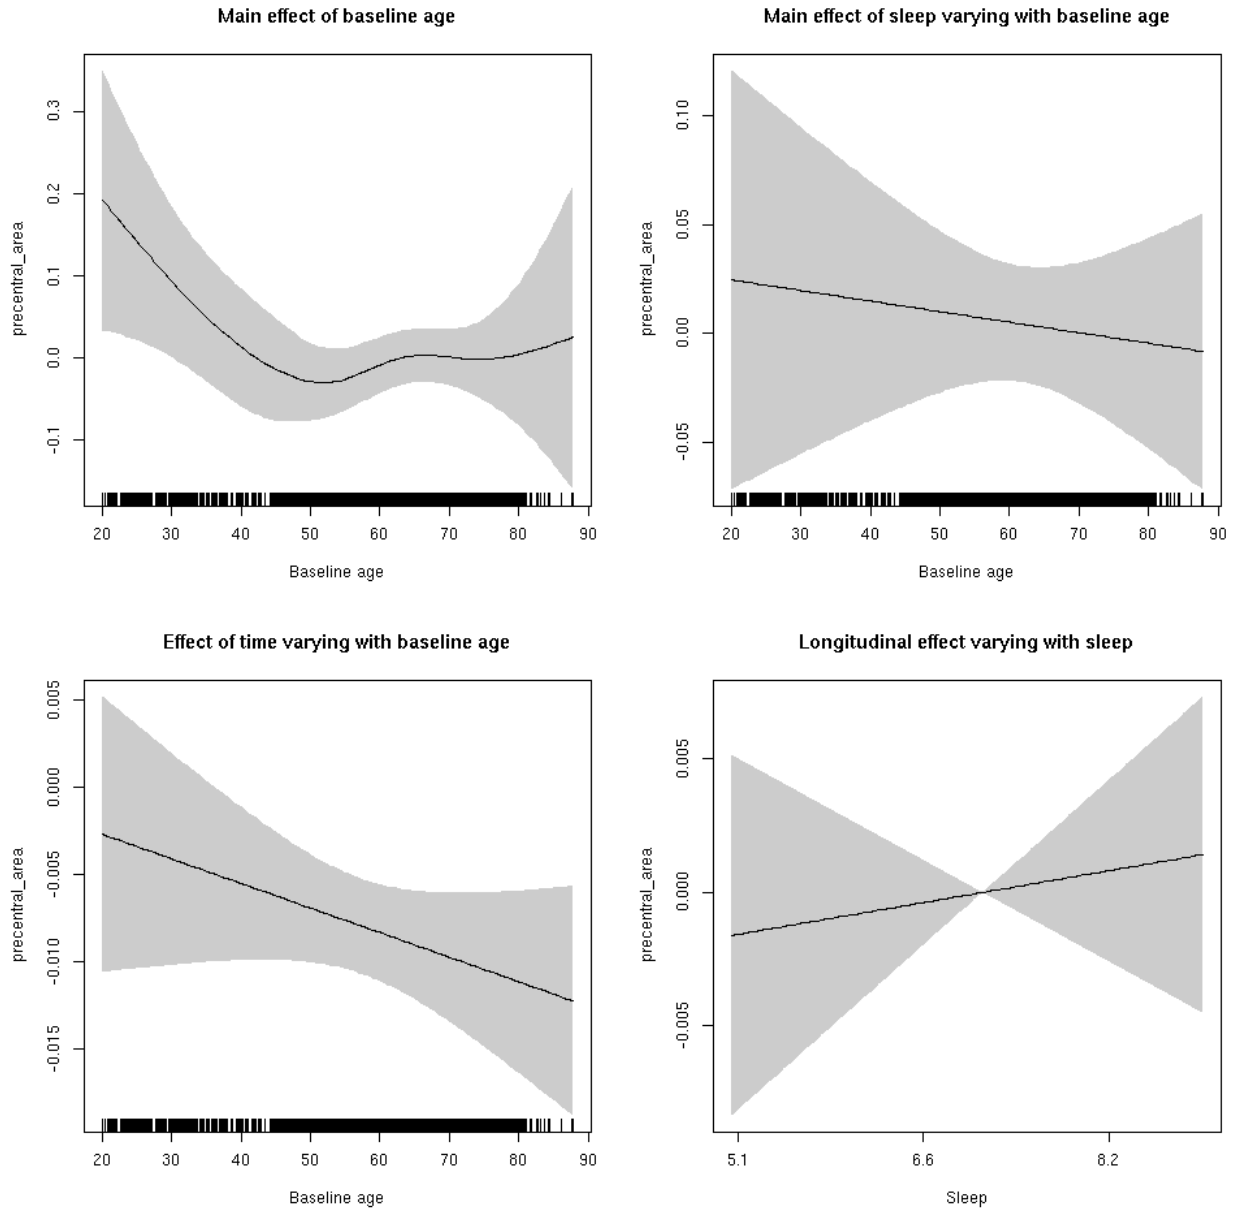 Main effect of baseline age
precentral_area
0.3
0.2
0.1
0.0
-0.1
20 30 40 50 60 70 80 90
Baseline age
Main effect of sleep varying with baseline age
precentral_area
0.10
0.05
0.00
-0.05
20 30 40 50 60 70 80 90
Baseline age
Effect of time varying with baseline age
precentral_area
0.005
0.000
-0.005
-0.010
-0.015
20 30 40 50 60 70 80 90
Baseline age
Longitudinal effect varying with sleep
precentral_area
0.005
0.000
-0.005
5.1 6.6 8.2
Sleep